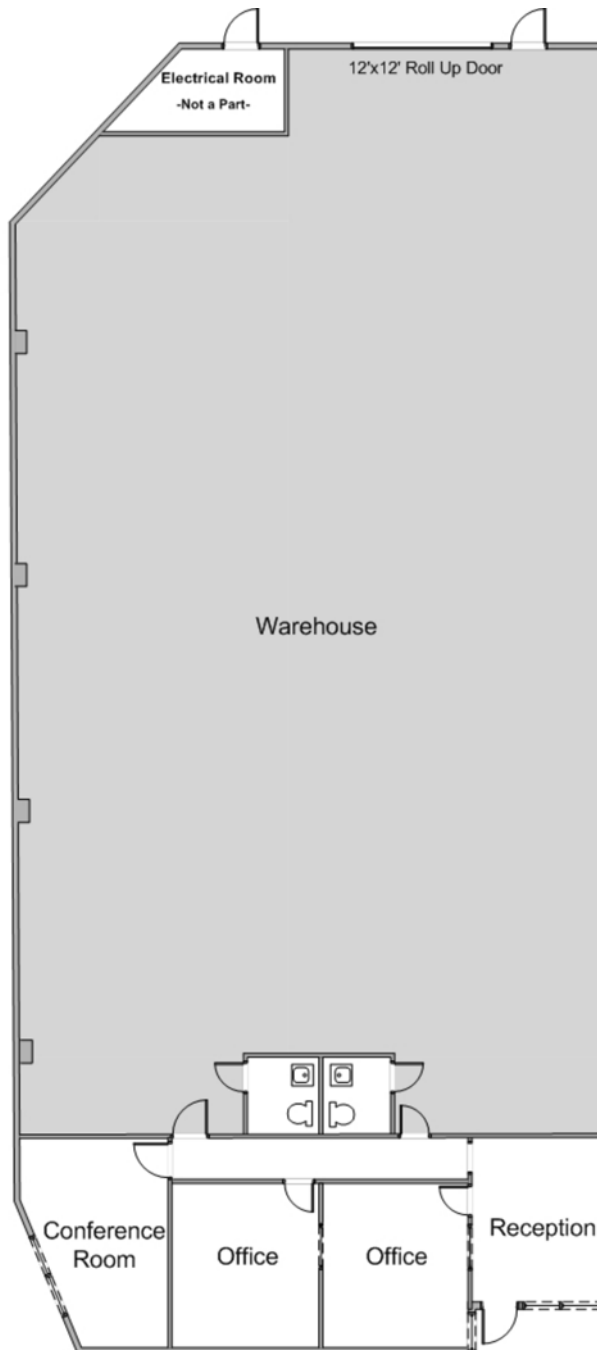 Electrical Room
-Not a Part-
12'x12' Roll Up Door
Warehouse
Conference
Room
Office
Office
Reception